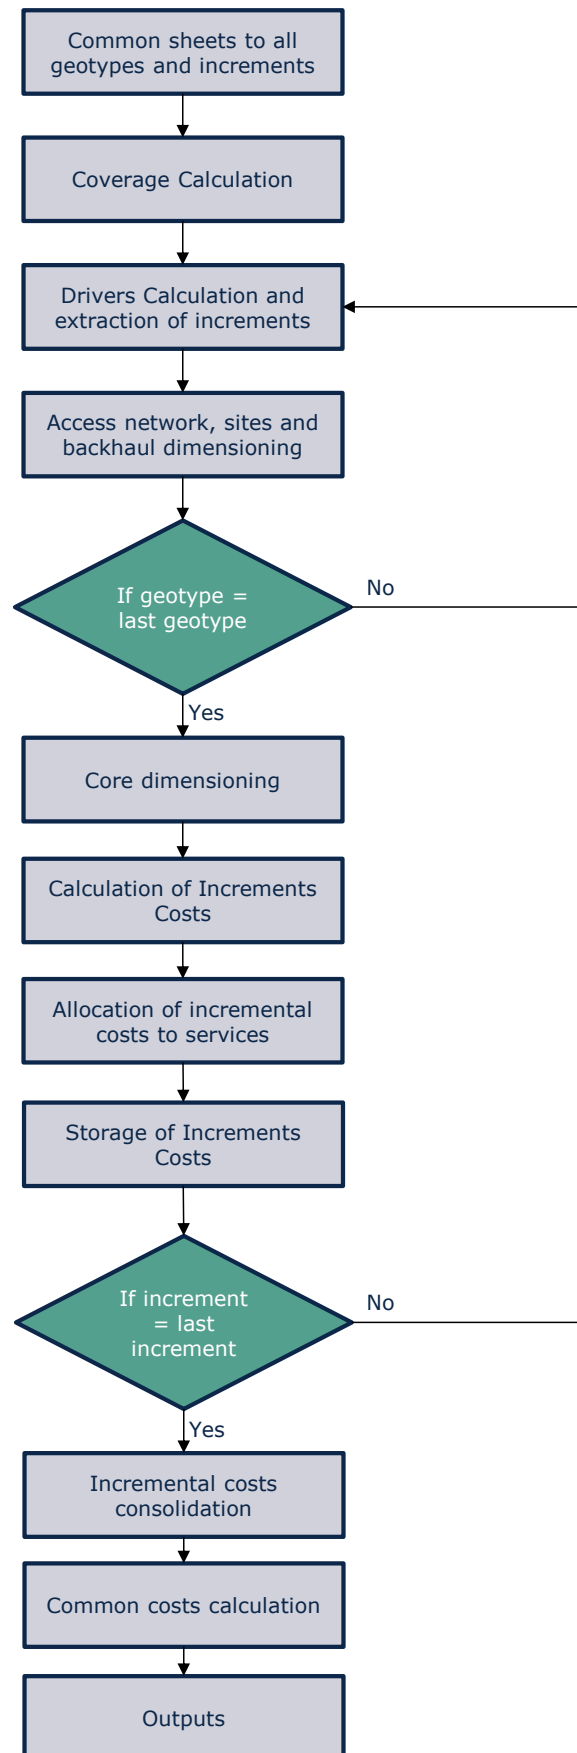 Common sheets to all
geotypes and increments
Coverage Calculation
Drivers Calculation and
extraction of increments
Access network, sites and
backhaul dimensioning
If geotype =
last geotype
No
Yes
Core dimensioning
Calculation of Increments
Costs
Allocation of incremental
costs to services
Storage of Increments
Costs
If increment
= last
increment
No
Yes
Incremental costs
consolidation
Common costs calculation
Outputs